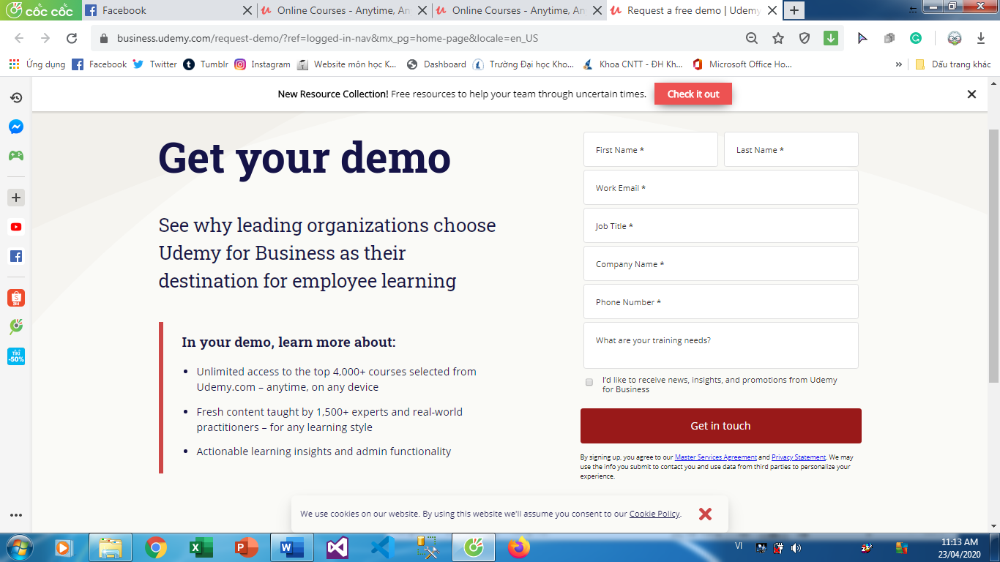 cốc cốc
Facebook
Online Courses - Anytime, An
Online Courses - Anytime, An
Request a free demo | Udemy
business.udemy.com/request-demo/?ref=logged-in-nav&mx_pg=home-page&locale=en_US
Ứng dụng
Facebook
Twitter
Tumblr
Instagram
Website môn học K...
Dashboard
Trường Đại học Kho...
Khoa CNTT - ĐH Kh...
Microsoft Office Ho...
»
Dấu trang khác
New Resource Collection! Free resources to help your team through uncertain times.
Check it out
Get your demo
See why leading organizations choose
Udemy for Business as their
destination for employee learning
In your demo, learn more about:
• Unlimited access to the top 4,000+ courses selected from
Udemy.com – anytime, on any device
• Fresh content taught by 1,500+ experts and real-world
practitioners – for any learning style
• Actionable learning insights and admin functionality
First Name *
Last Name *
Work Email *
Job Title *
Company Name *
Phone Number *
What are your training needs?
I'd like to receive news, insights, and promotions from Udemy
for Business
Get in touch
By signing up, you agree to our Master Services Agreement and Privacy Statement. We may
use the info you submit to contact you and use data from third parties to personalize your
experience.
We use cookies on our website. By using this website we'll assume you consent to our Cookie Policy.
TIKI
-50%
VI
11:13 AM
23/04/2020